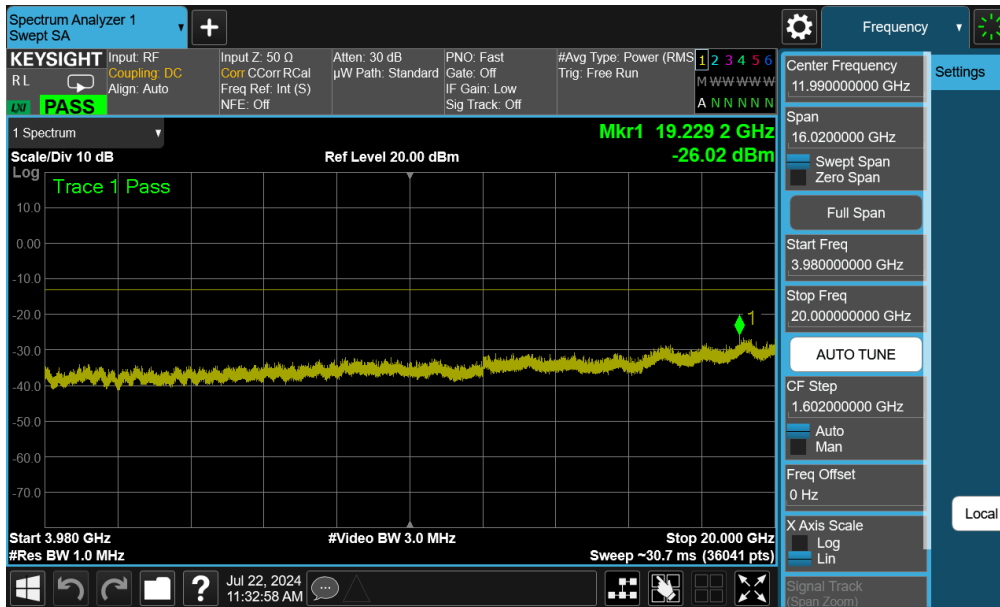 Spectrum Analyzer 1
Swept SA
+
Frequency
KEYSIGHT
R L
LXI PASS
Input: RF
Coupling: DC
Align: Auto
Input Z: 50 Ω
Corr CCorr RCal
Freq Ref: Int (S)
NFE: Off
Atten: 30 dB
µW Path: Standard
PNO: Fast
Gate: Off
IF Gain: Low
Sig Track: Off
#Avg Type: Power (RMS
Trig: Free Run
1 2 3 4 5 6
M W W W W W
A N N N N N
1 Spectrum
Scale/Div 10 dB
Ref Level 20.00 dBm
Mkr1 19.229 2 GHz
-26.02 dBm
Log
Trace 1 Pass
10.0
0.00
-10.0
-20.0
-30.0
-40.0
-50.0
-60.0
-70.0
1
Start 3.980 GHz
#Res BW 1.0 MHz
#Video BW 3.0 MHz
Stop 20.000 GHz
Sweep ~30.7 ms (36041 pts)
Center Frequency
11.990000000 GHz
Span
16.0200000 GHz
Swept Span
Zero Span
Full Span
Start Freq
3.980000000 GHz
Stop Freq
20.000000000 GHz
AUTO TUNE
CF Step
1.602000000 GHz
Auto
Man
Freq Offset
0 Hz
X Axis Scale
Log
Lin
Signal Track
(Span Zoom)
Settings
Local
?
Jul 22, 2024
11:32:58 AM